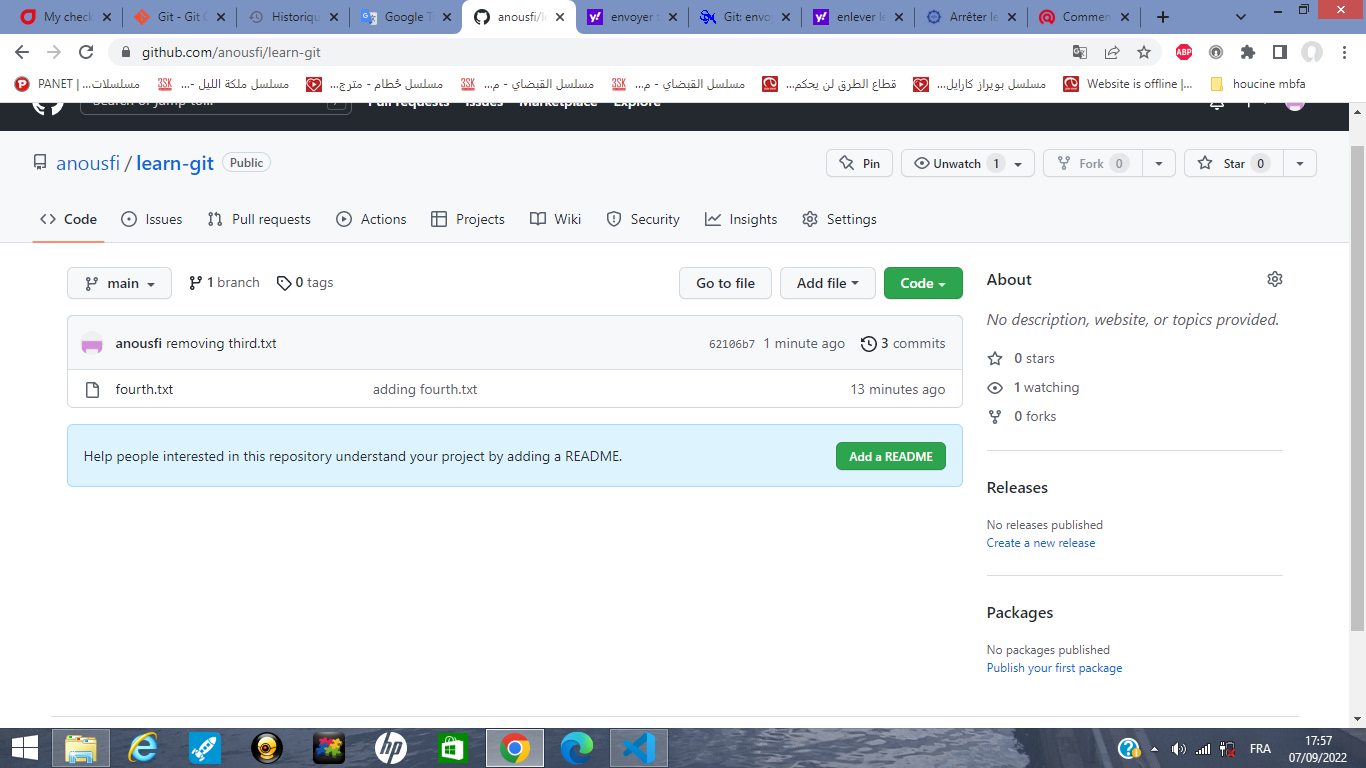 My check
Git - Git C
Historiqu
Google T
anousfi/le
envoyer f
Git: envo
enlever le
Arrêter le
Commen
github.com/anousfi/learn-git
PANET | مسلسلات...
مسلسل ملكة الليل -...
مسلسل حُطام - مترج...
مسلسل القبضاي - م...
مسلسل القبضاي - م...
قطاع الطرق لن يحكم...
مسلسل بويراز كارايل...
Website is offline |...
houcine mbfa
Search or jump to...
Pull requests Issues Marketplace Explore
anousfi / learn-git Public
Pin
Unwatch 1
Fork 0
Star 0
Code
Issues
Pull requests
Actions
Projects
Wiki
Security
Insights
Settings
main
1 branch
0 tags
Go to file
Add file
Code
anousfi removing third.txt
62106b7 1 minute ago
3 commits
fourth.txt
adding fourth.txt
13 minutes ago
Help people interested in this repository understand your project by adding a README.
Add a README
About
No description, website, or topics provided.
0 stars
1 watching
0 forks
Releases
No releases published
Create a new release
Packages
No packages published
Publish your first package
FRA
17:57
07/09/2022